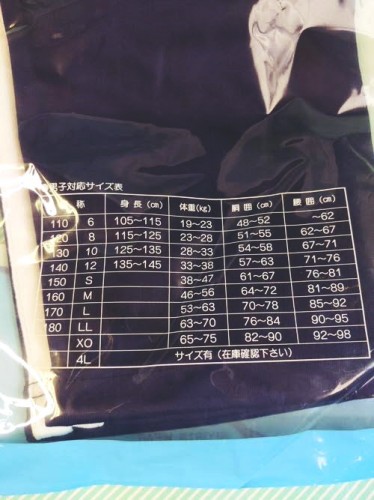 男子対応サイズ表
称 身 長 (cm) 体重(kg) 胴 囲 (cm) 腰 囲 (cm)
110 6 105〜115 19〜23 48〜52 〜62
120 8 115〜125 23〜28 51〜55 62〜67
130 10 125〜135 28〜33 54〜58 67〜71
140 12 135〜145 33〜38 57〜63 71〜76
150 S 38〜47 61〜67 76〜81
160 M 46〜56 64〜72 81〜89
170 L 53〜63 70〜78 85〜92
180 LL 63〜70 76〜84 90〜95
XO 65〜75 82〜90 92〜98
4L サイズ有(在庫確認下さい)